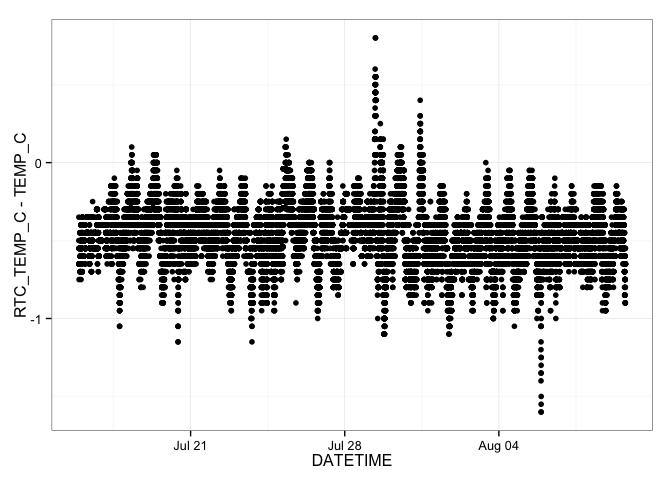 RTC_TEMP_C - TEMP_C
0
-1
Jul 21
Jul 28
Aug 04
DATETIME